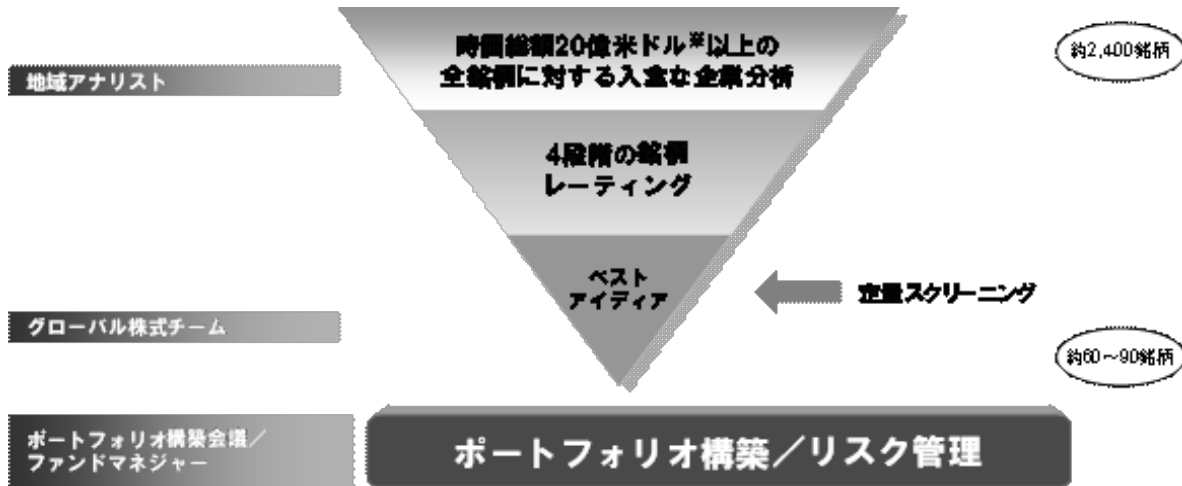 時価総額20億米ドル※以上の
全銘柄に対する入念な企業分析
約2,400銘柄
地域アナリスト
4段階の銘柄
レーティング
ベスト
アイディア
定量スクリーニング
グローバル株式チーム
約60～90銘柄
ポートフォリオ構築会議／
ファンドマネジャー
ポートフォリオ構築／リスク管理